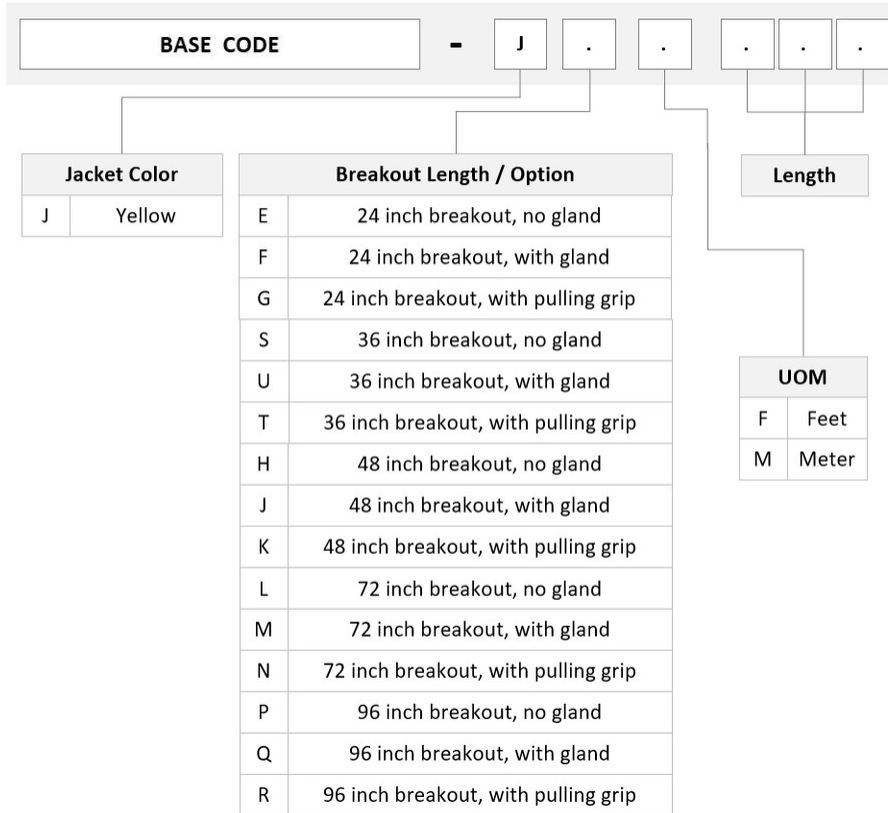 BASE CODE - J . . . . .
Jacket Color
J Yellow
Breakout Length / Option
E 24 inch breakout, no gland
F 24 inch breakout, with gland
G 24 inch breakout, with pulling grip
S 36 inch breakout, no gland
U 36 inch breakout, with gland
T 36 inch breakout, with pulling grip
H 48 inch breakout, no gland
J 48 inch breakout, with gland
K 48 inch breakout, with pulling grip
L 72 inch breakout, no gland
M 72 inch breakout, with gland
N 72 inch breakout, with pulling grip
P 96 inch breakout, no gland
Q 96 inch breakout, with gland
R 96 inch breakout, with pulling grip
Length
UOM
F Feet
M Meter